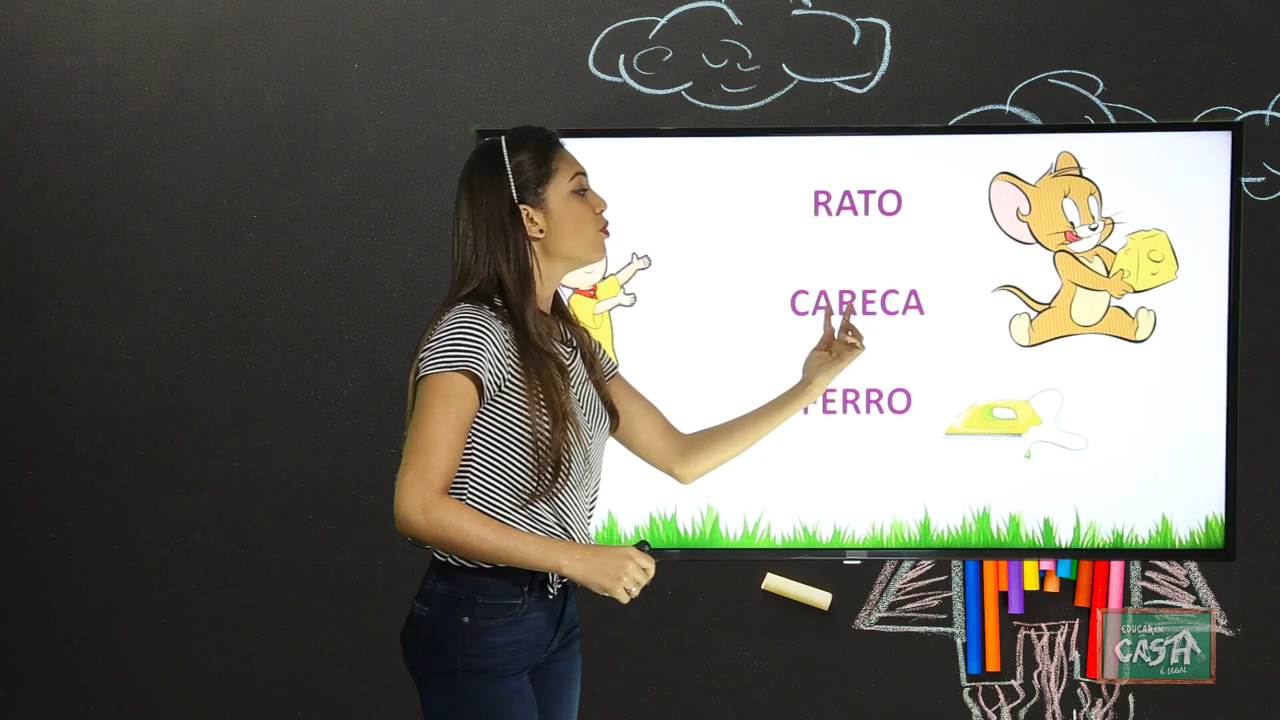 RATO
CARECA
FERRO
EDUCAR EM
CASA
É LEGAL